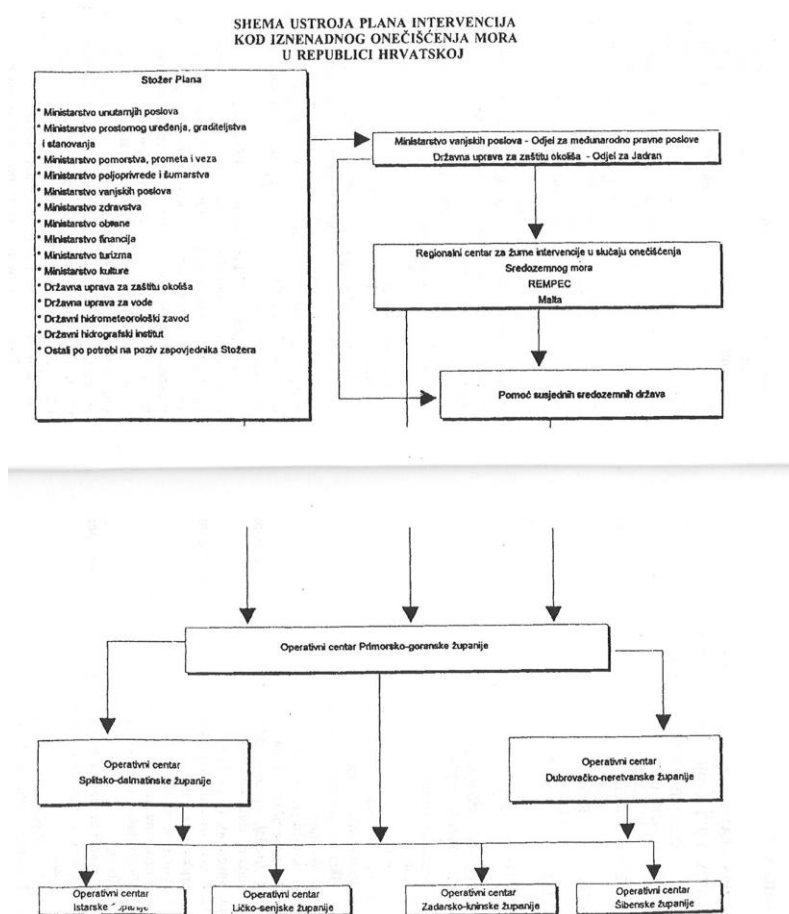 SHEMA USTROJA PLANA INTERVENCIJA
KOD IZNENADNOG ONEČIŠĆENJA MORA
U REPUBLICI HRVATSKOJ
Stožer Plana
* Ministarstvo unutarnjih poslova
* Ministarstvo prostornog uređenja, graditeljstva
i stanovanja
* Ministarstvo pomorstva, prometa i veza
* Ministarstvo poljoprivrede i šumarstva
* Ministarstvo vanjskih poslova
* Ministarstvo zdravstva
* Ministarstvo obrane
* Ministarstvo financija
* Ministarstvo turizma
* Ministarstvo kulture
* Državna uprava za zaštitu okoliša
* Državna uprava za vode
* Državni hidrometeorološki zavod
* Državni hidrografski institut
* Ostali po potrebi na poziv zapovjednika Stožera
Ministarstvo vanjskih poslova - Odjel za međunarodno pravne poslove
Državna uprava za zaštitu okoliša - Odjel za Jadran
Regionalni centar za žurne intervencije u slučaju onečišćenja
Sredozemnog mora
REMPEC
Malta
Pomoć susjednih sredozemnih država
Operativni centar Primorsko-goranske županije
Operativni centar
Splitsko-dalmatinske županije
Operativni centar
Dubrovačko-neretvanske županije
Operativni centar
Istarske
Operativni centar
Ličko-senjske županije
Operativni centar
Zadarsko-kninske županije
Operativni centar
Šibenske županije